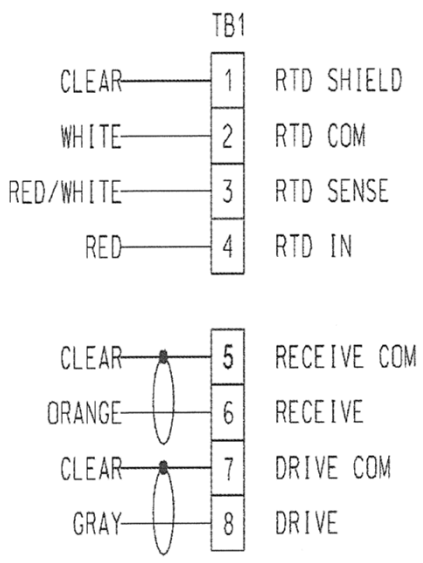 TB1
CLEAR 1 RTD SHIELD
WHITE 2 RTD COM
RED/WHITE 3 RTD SENSE
RED 4 RTD IN
CLEAR 5 RECEIVE COM
ORANGE 6 RECEIVE
CLEAR 7 DRIVE COM
GRAY 8 DRIVE